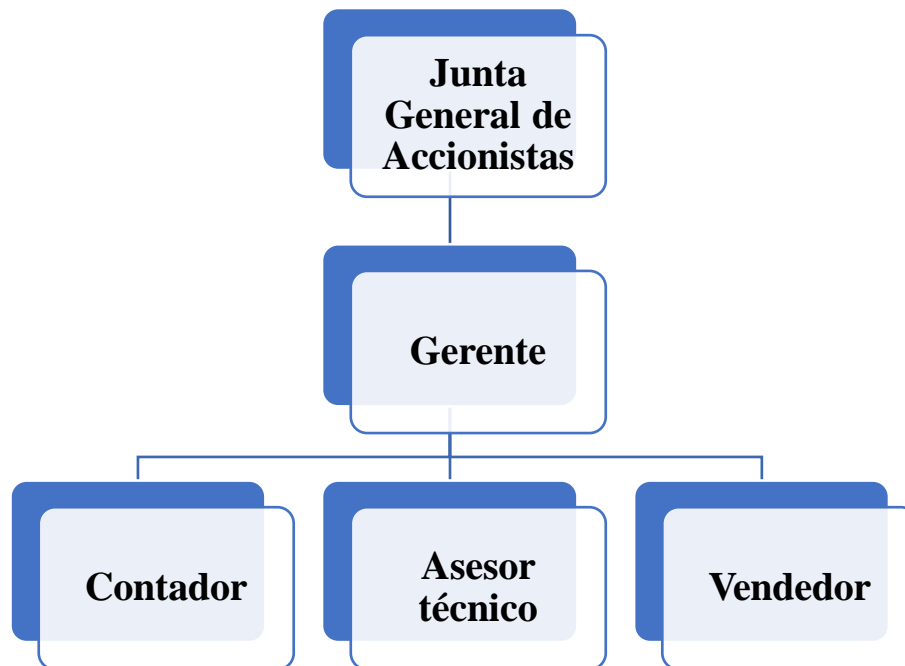 Junta
General de
Accionistas
Gerente
Contador
Asesor
técnico
Vendedor